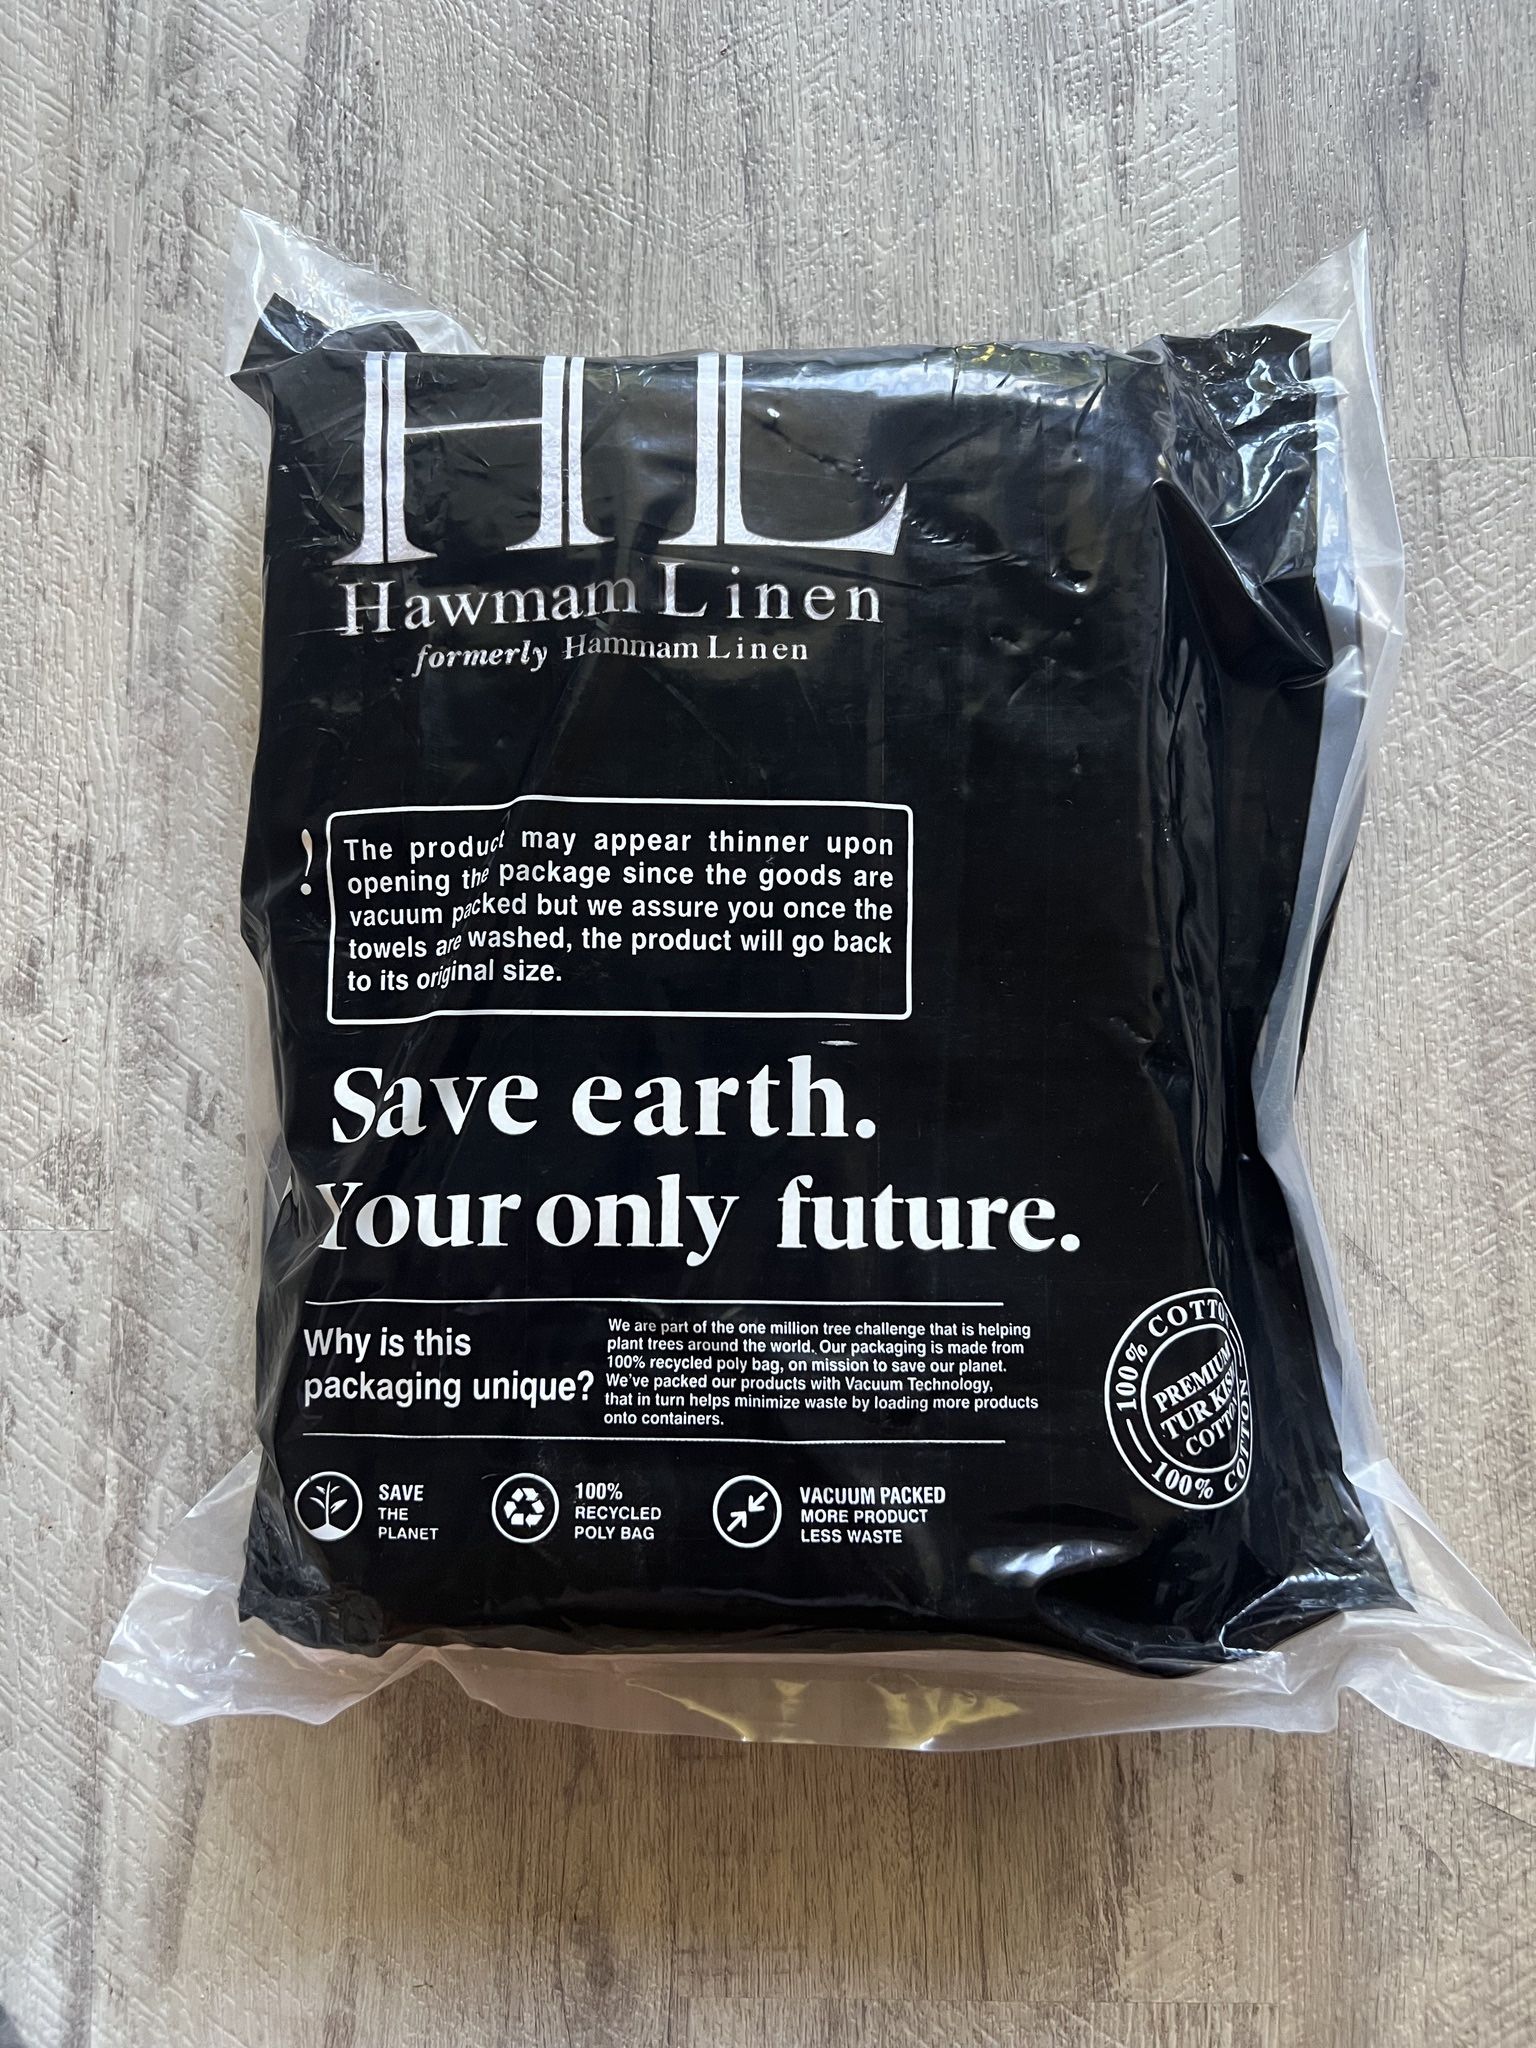 HL
Hawmam Linen
formerly Hammam Linen
!
The product may appear thinner upon
opening the package since the goods are
vacuum packed but we assure you once the
towels are washed, the product will go back
to its original size.
Save earth.
Your only future.
Why is this
packaging unique?
We are part of the one million tree challenge that is helping
plant trees around the world. Our packaging is made from
100% recycled poly bag, on mission to save our planet.
We've packed our products with Vacuum Technology,
that in turn helps minimize waste by loading more products
onto containers.
100% COTTON
PREMIUM
TURKISH
COTTON
100% COTTON
SAVE
THE
PLANET
100%
RECYCLED
POLY BAG
VACUUM PACKED
MORE PRODUCT
LESS WASTE